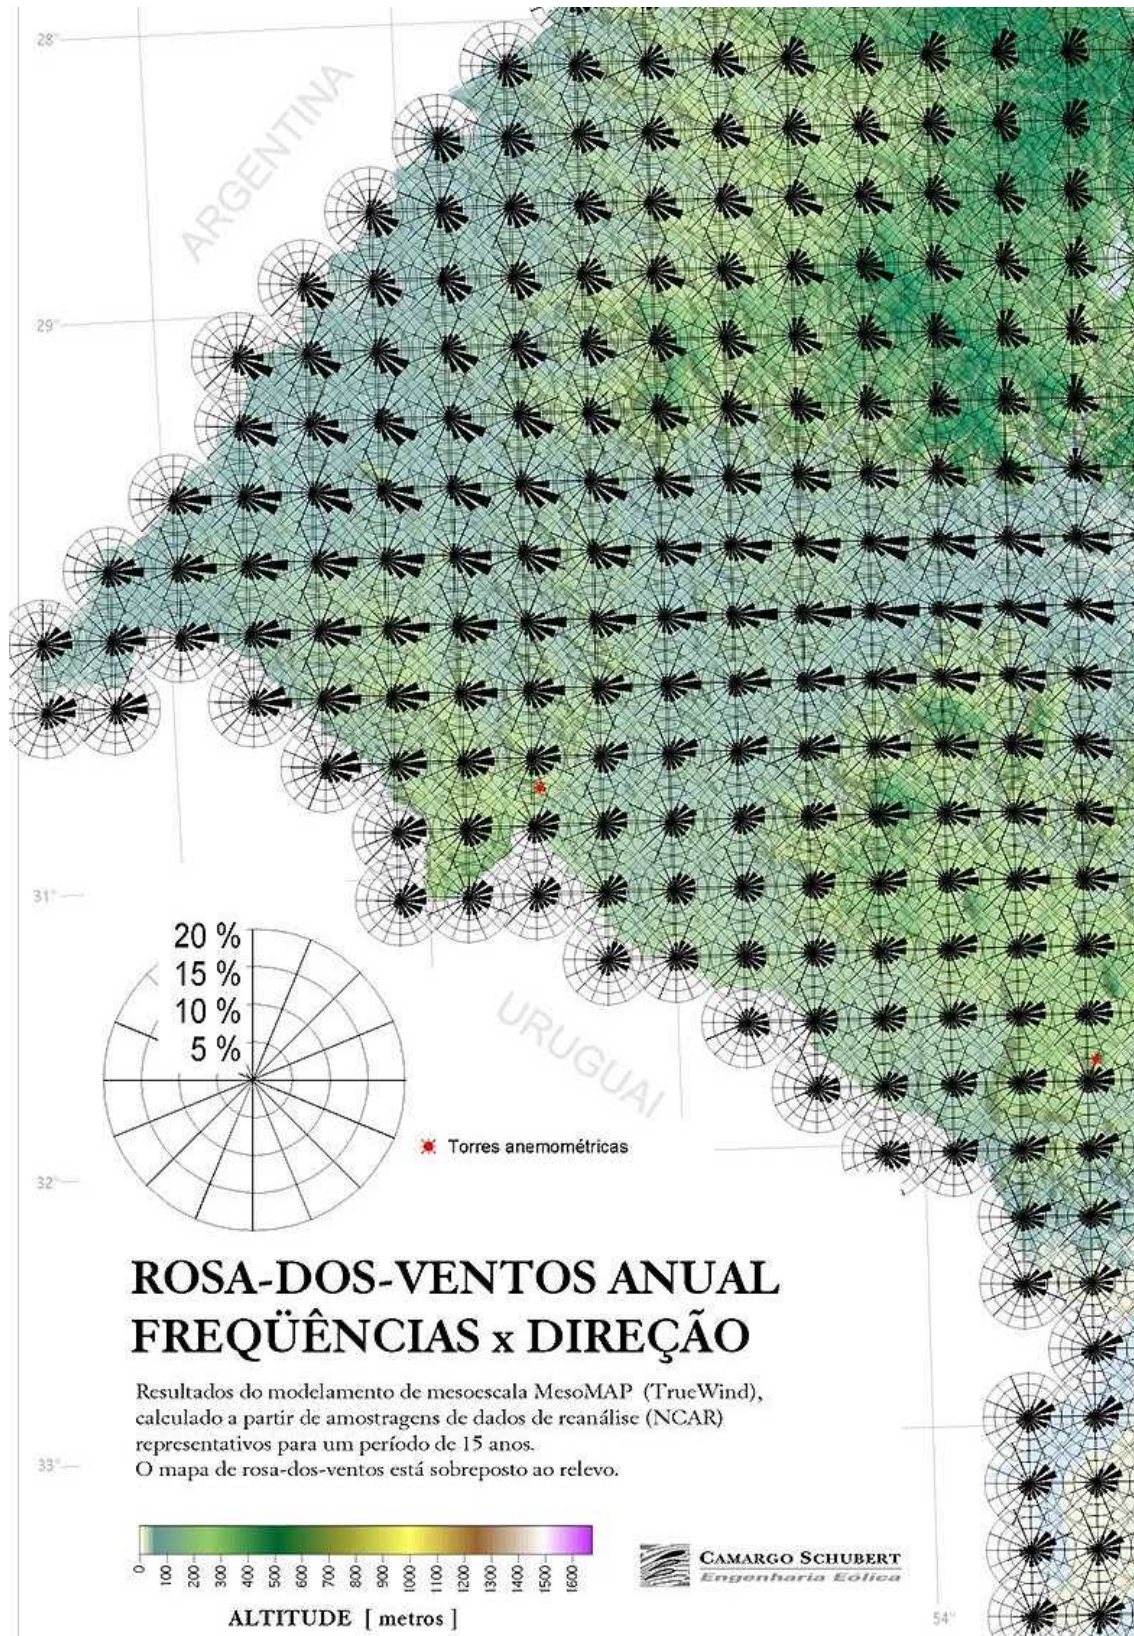 28°
ARGENTINA
29°
31°
20 %
15 %
10 %
5 %
URUGUAI
Torres anemométricas
32°
ROSA-DOS-VENTOS ANUAL
FREQÜÊNCIAS x DIREÇÃO
Resultados do modelamento de mesoescala MesoMAP (TrueWind),
calculado a partir de amostragens de dados de reanálise (NCAR)
representativos para um período de 15 anos.
O mapa de rosa-dos-ventos está sobreposto ao relevo.
33°
0 100 200 300 400 500 600 700 800 900 1000 1100 1200 1300 1400 1500 1600
ALTITUDE [ metros ]
CAMARGO SCHUBERT
Engenharia Eólica
54°